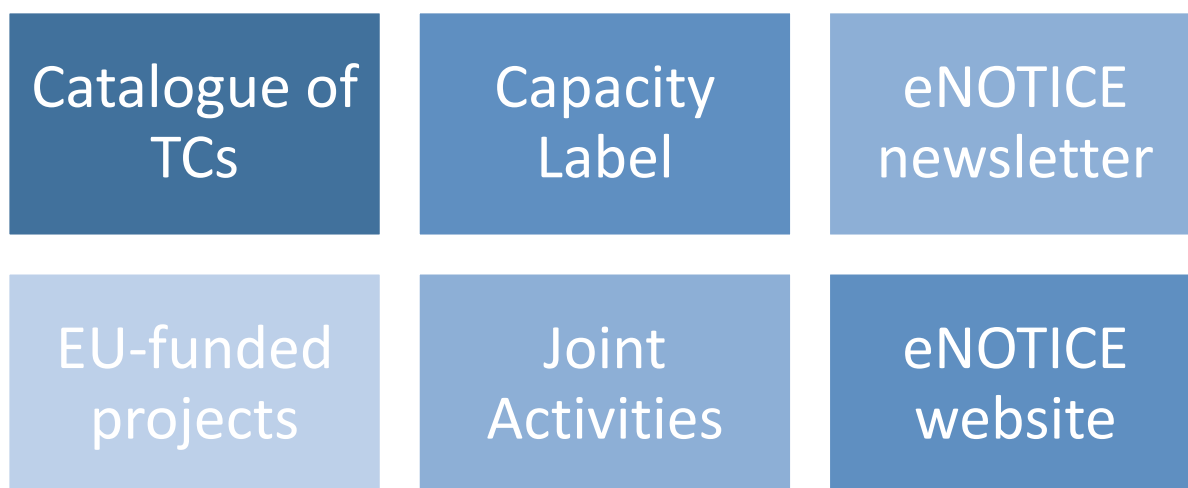 Catalogue of
TCs
Capacity
Label
eNOTICE
newsletter
EU-funded
projects
Joint
Activities
eNOTICE
website